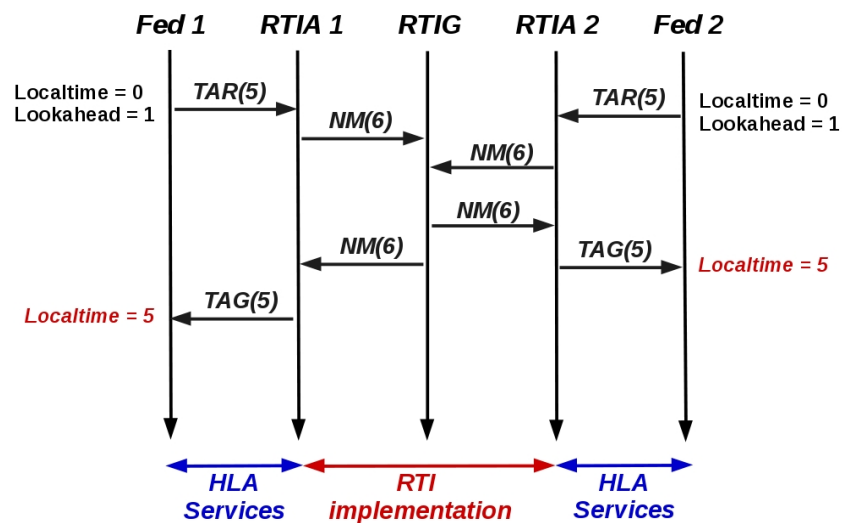 Fed 1 RTIA 1 RTIG RTIA 2 Fed 2
Localtime = 0
Lookahead = 1
TAR(5)
TAR(5)
Localtime = 0
Lookahead = 1
NM(6)
NM(6)
NM(6)
NM(6)
TAG(5)
Localtime = 5
Localtime = 5
TAG(5)
HLA
Services
RTI
implementation
HLA
Services